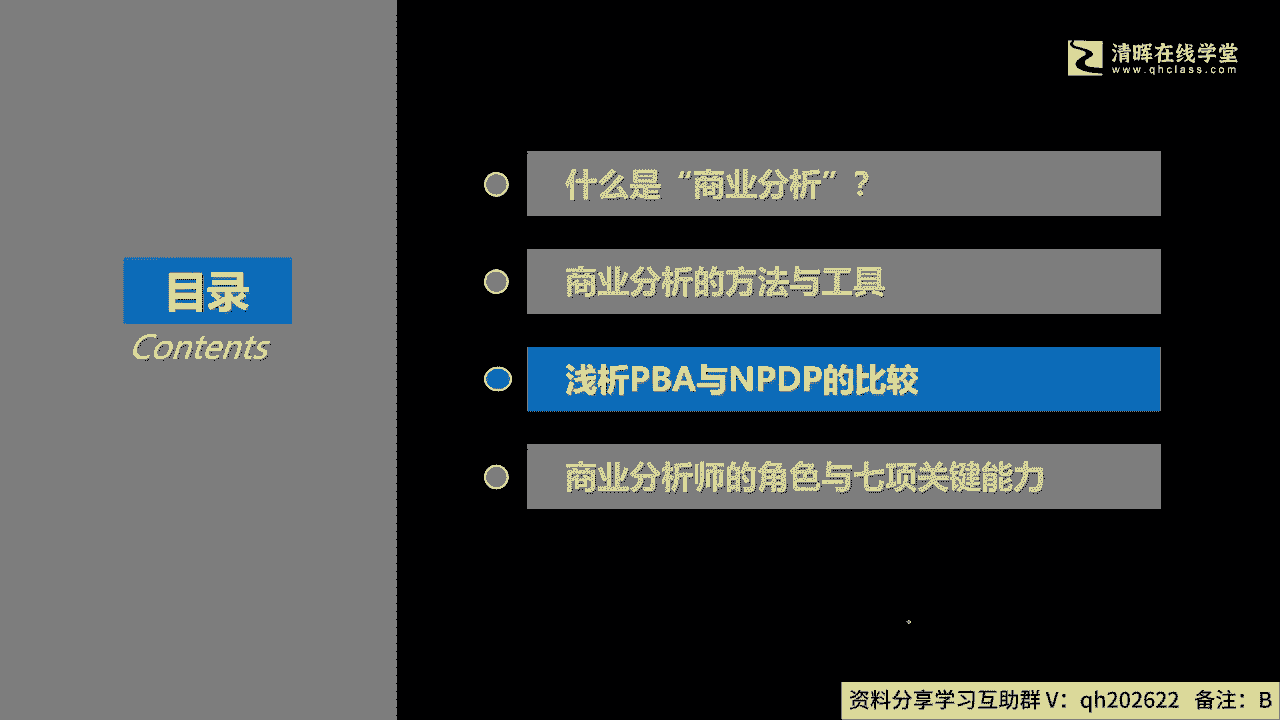 清晖在线学堂
www.qhclass.com
目录
Contents
什么是“商业分析”?
商业分析的方法与工具
浅析PBA与NPDP的比较
商业分析师的角色与七项关键能力
资料分享学习互助群V:qh202622 备注:B